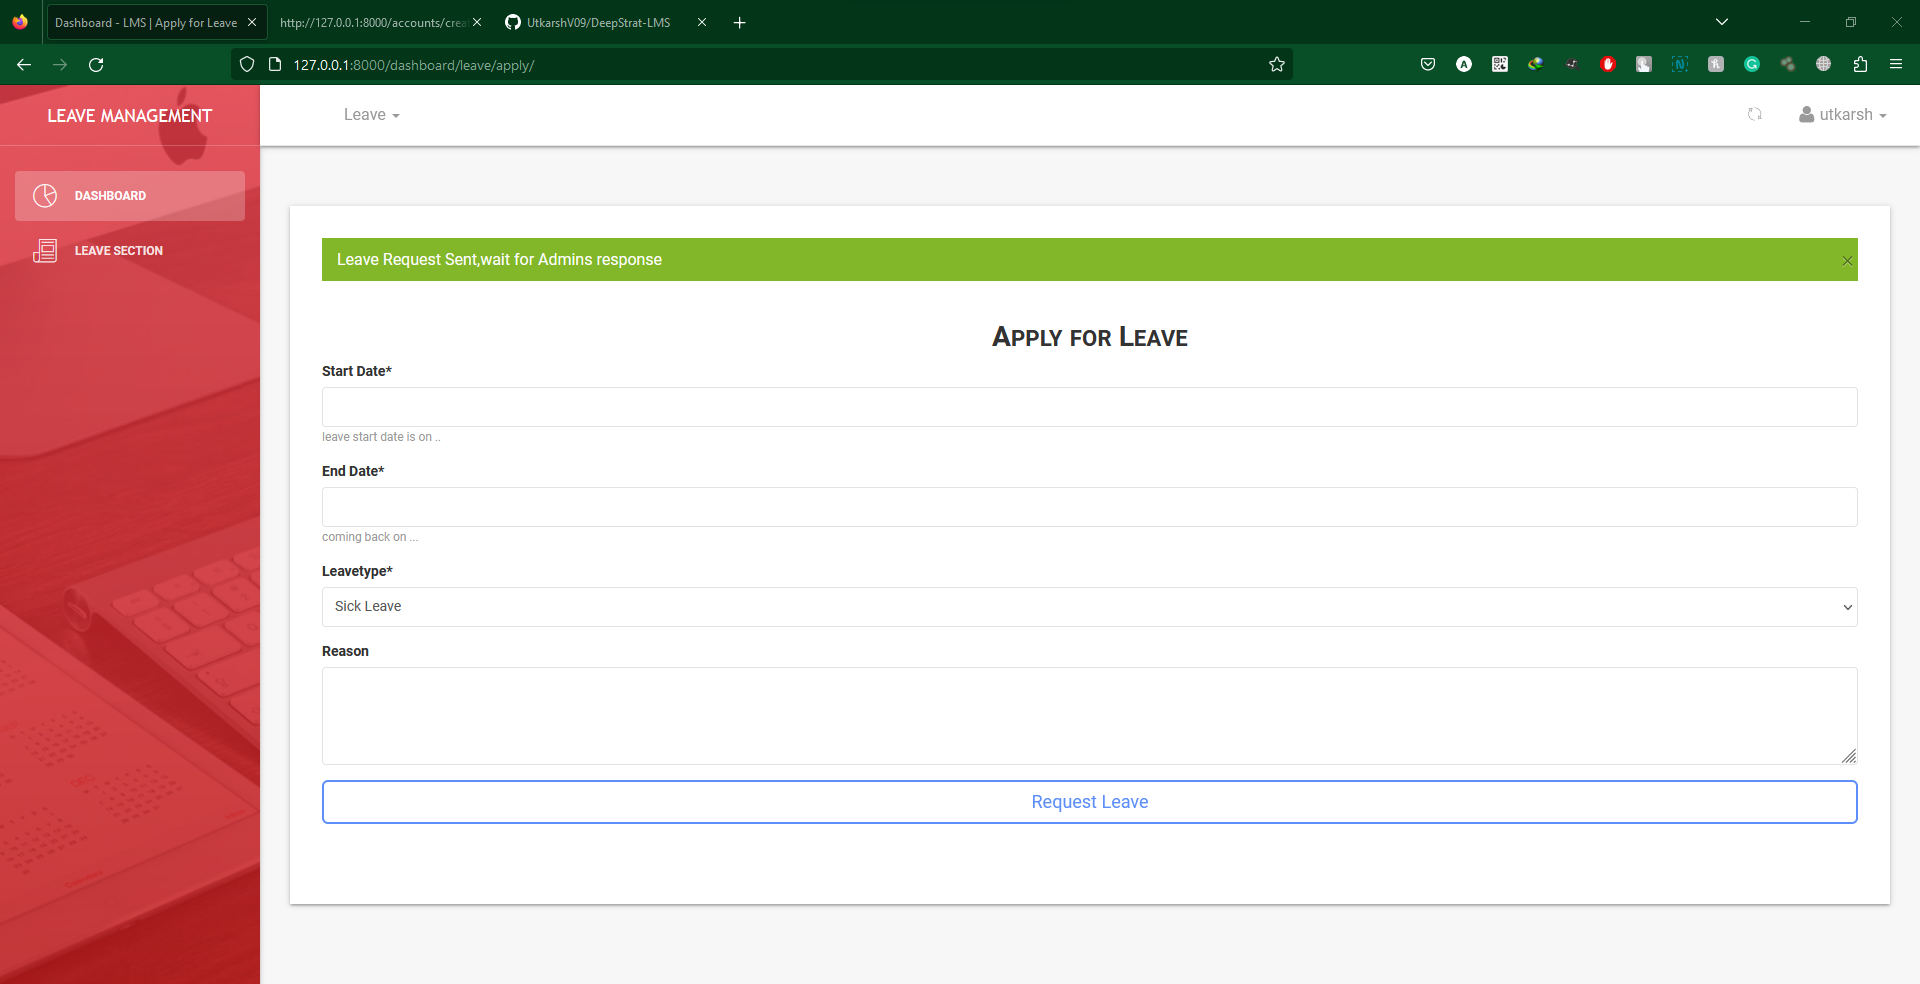 Dashboard - LMS | Apply for Leave
http://127.0.0.1:8000/accounts/crea
UtkarshV09/DeepStrat-LMS
127.0.0.1:8000/dashboard/leave/apply/
LEAVE MANAGEMENT
Leave
utkarsh
DASHBOARD
LEAVE SECTION
Leave Request Sent,wait for Admins response
APPLY FOR LEAVE
Start Date*
leave start date is on ..
End Date*
coming back on ...
Leavetype*
Sick Leave
Reason
Request Leave